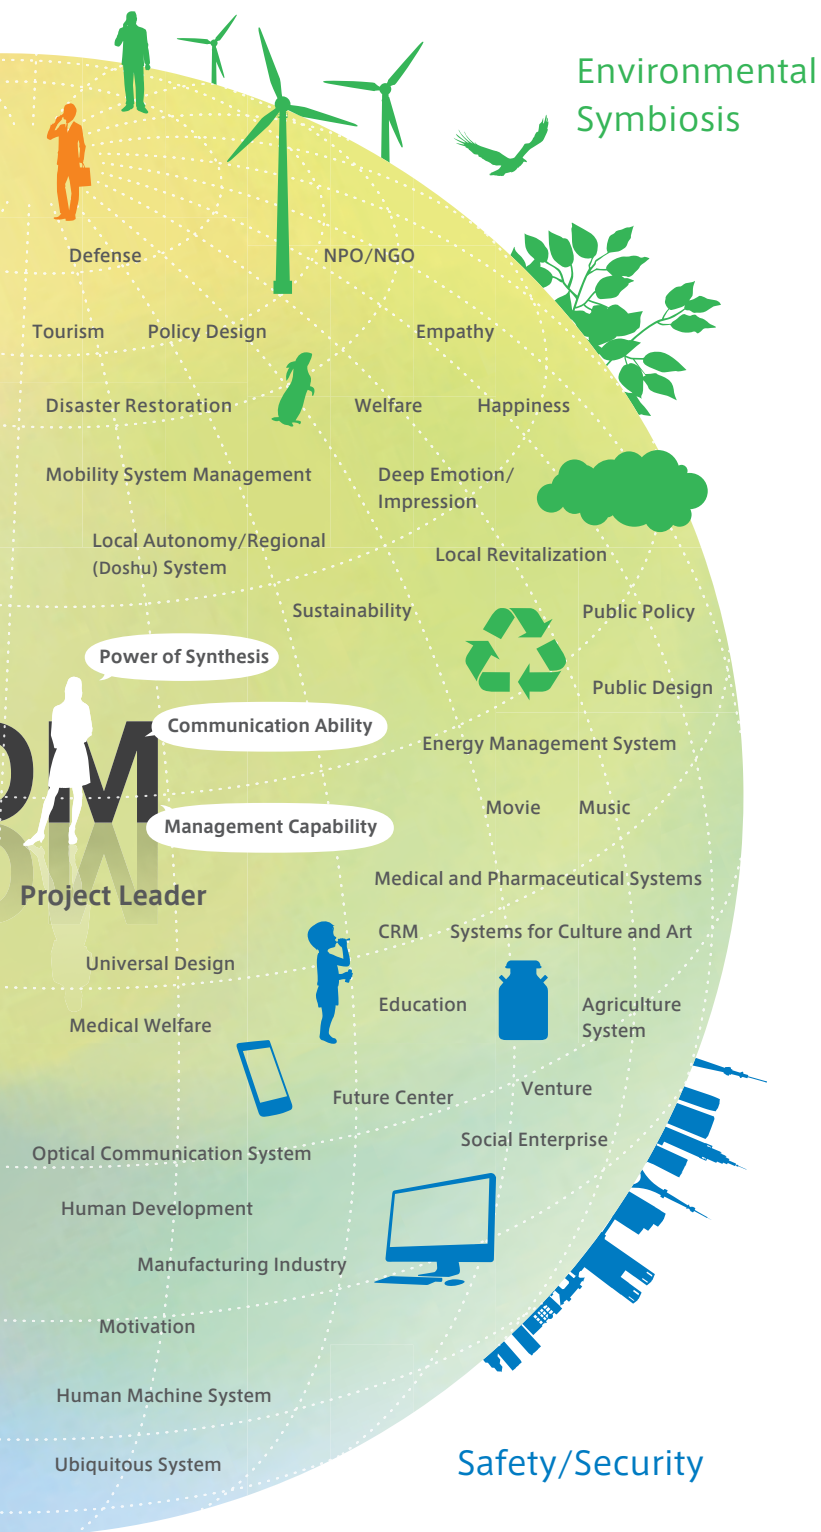 Environmental
Symbiosis
Defense
NPO/NGO
Tourism
Policy Design
Empathy
Disaster Restoration
Welfare
Happiness
Mobility System Management
Deep Emotion/
Impression
Local Autonomy/Regional
(Doshu) System
Local Revitalization
Sustainability
Public Policy
Power of Synthesis
Public Design
Communication Ability
Energy Management System
Movie
Music
Management Capability
Medical and Pharmaceutical Systems
Project Leader
CRM
Systems for Culture and Art
Universal Design
Education
Agriculture
System
Medical Welfare
Future Center
Venture
Social Enterprise
Optical Communication System
Human Development
Manufacturing Industry
Motivation
Human Machine System
Ubiquitous System
Safety/Security